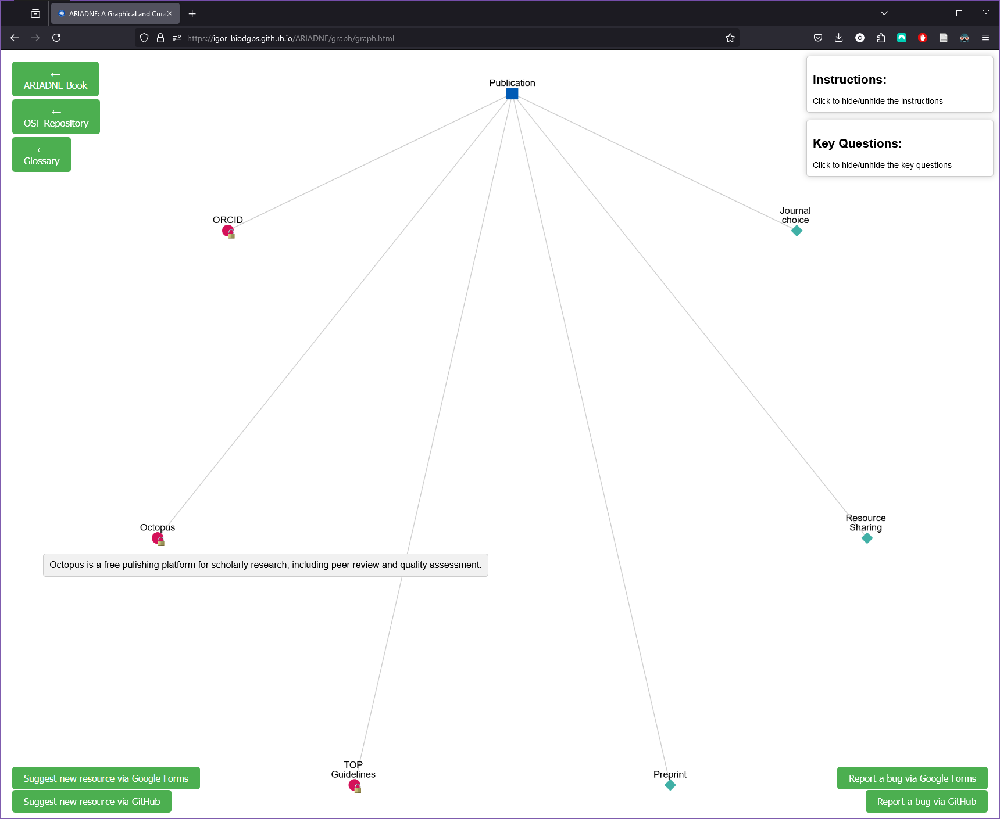 ARIADNE: A Graphical and Cura
https://igor-biodgps.github.io/ARIADNE/graph/graph.html
←
ARIADNE Book
←
OSF Repository
←
Glossary
Publication
Instructions:
Click to hide/unhide the instructions
Key Questions:
Click to hide/unhide the key questions
ORCID
Journal
choice
Octopus
Resource
Sharing
Octopus is a free pulishing platform for scholarly research, including peer review and quality assessment.
TOP
Guidelines
Preprint
Suggest new resource via Google Forms
Suggest new resource via GitHub
Report a bug via Google Forms
Report a bug via GitHub